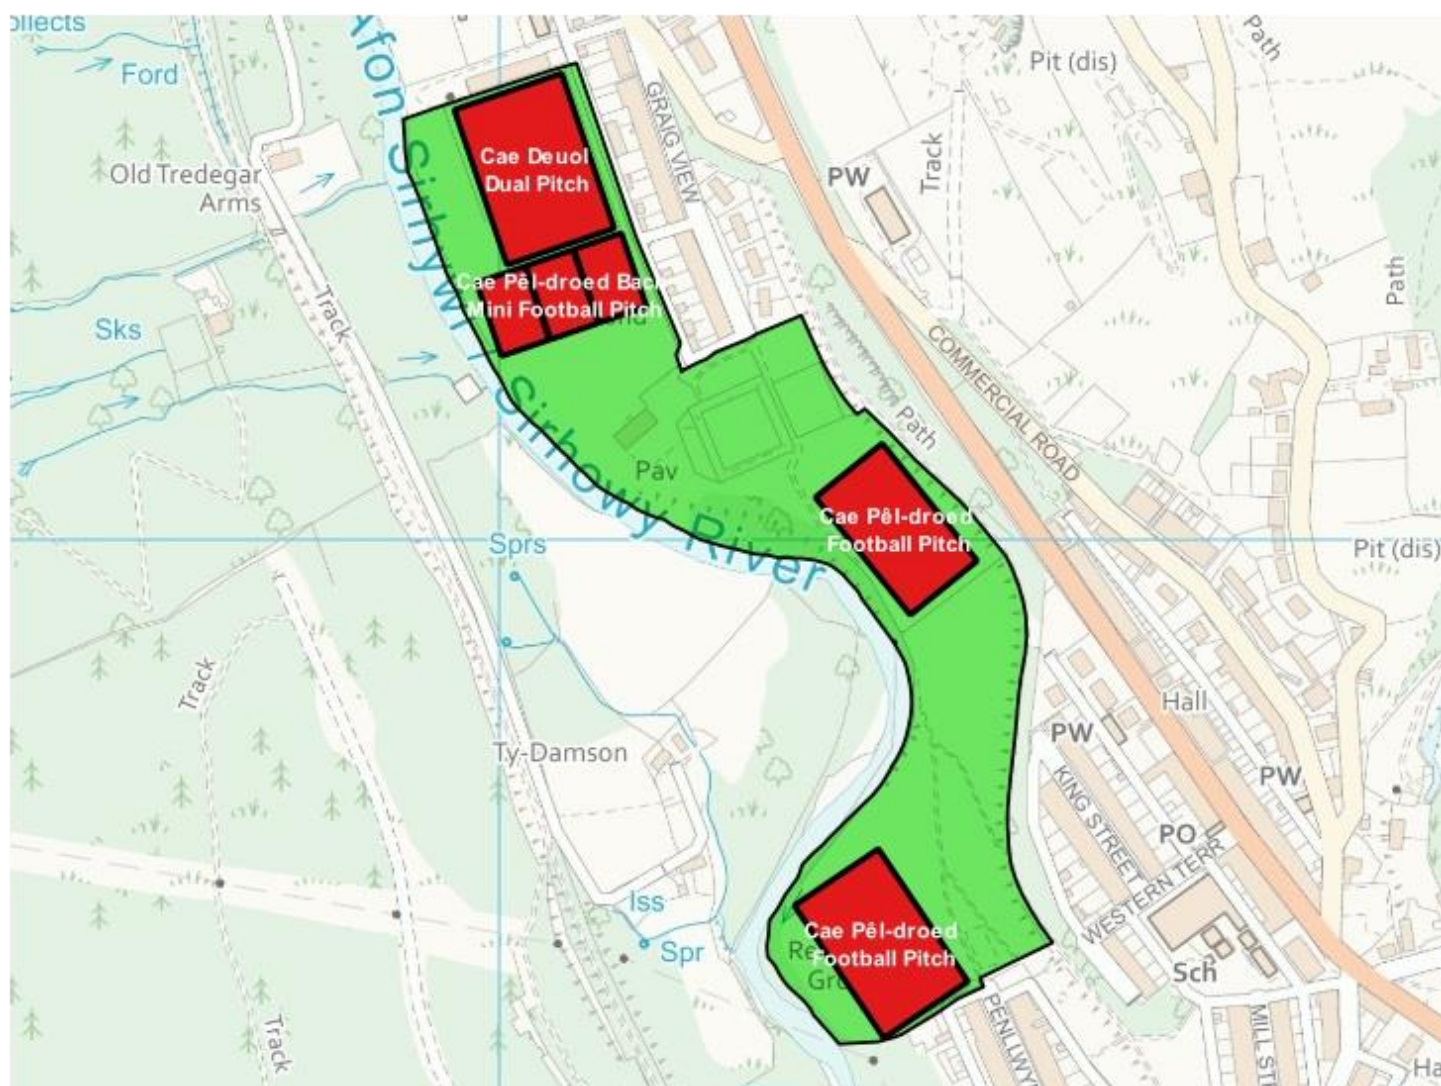 ollects
Ford
Afon Sirhywi
Pit (dis)
Path
GRAIG VIEW
Cae Deuol
Dual Pitch
Old Tredegar
Arms
PW
Track
Path
Cae Pêl-droed Bach
Mini Football Pitch
Track
Sks
COMMERCIAL ROAD
Path
Sirhowy River
Pav
Cae Pêl-droed
Football Pitch
Sprs
Pit (dis)
Track
Hall
Ty-Damson
PW
PW
KING STREET
PO
WESTERN TERR
Iss
Spr
Cae Pêl-droed
Football Pitch
Sch
PENLLWY
MILL ST
Track
Ha